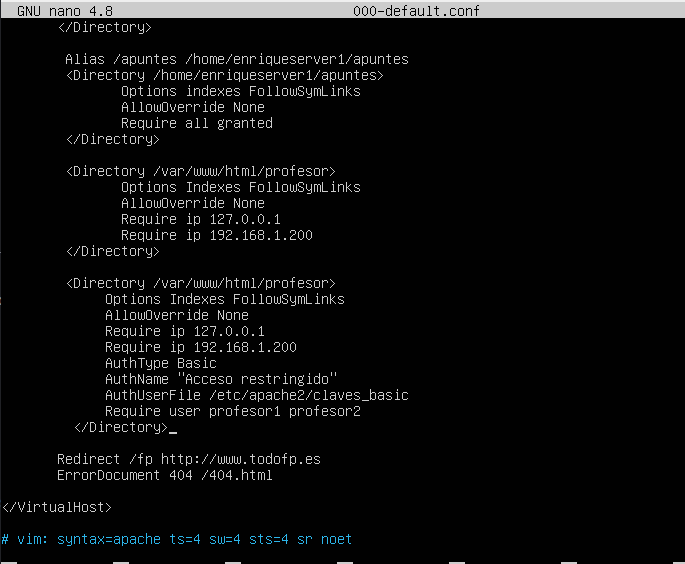 GNU nano 4.8 000-default.conf
</Directory>
Alias /apuntes /home/enriqueserver1/apuntes
<Directory /home/enriqueserver1/apuntes>
Options indexes FollowSymLinks
AllowOverride None
Require all granted
</Directory>
<Directory /var/www/html/profesor>
Options Indexes FollowSymLinks
AllowOverride None
Require ip 127.0.0.1
Require ip 192.168.1.200
</Directory>
<Directory /var/www/html/profesor>
Options Indexes FollowSymLinks
AllowOverride None
Require ip 127.0.0.1
Require ip 192.168.1.200
AuthType Basic
AuthName "Acceso restringido"
AuthUserFile /etc/apache2/claves_basic
Require user profesor1 profesor2
</Directory>
Redirect /fp http://www.todofp.es
ErrorDocument 404 /404.html
</VirtualHost>
# vim: syntax=apache ts=4 sw=4 sts=4 sr noet